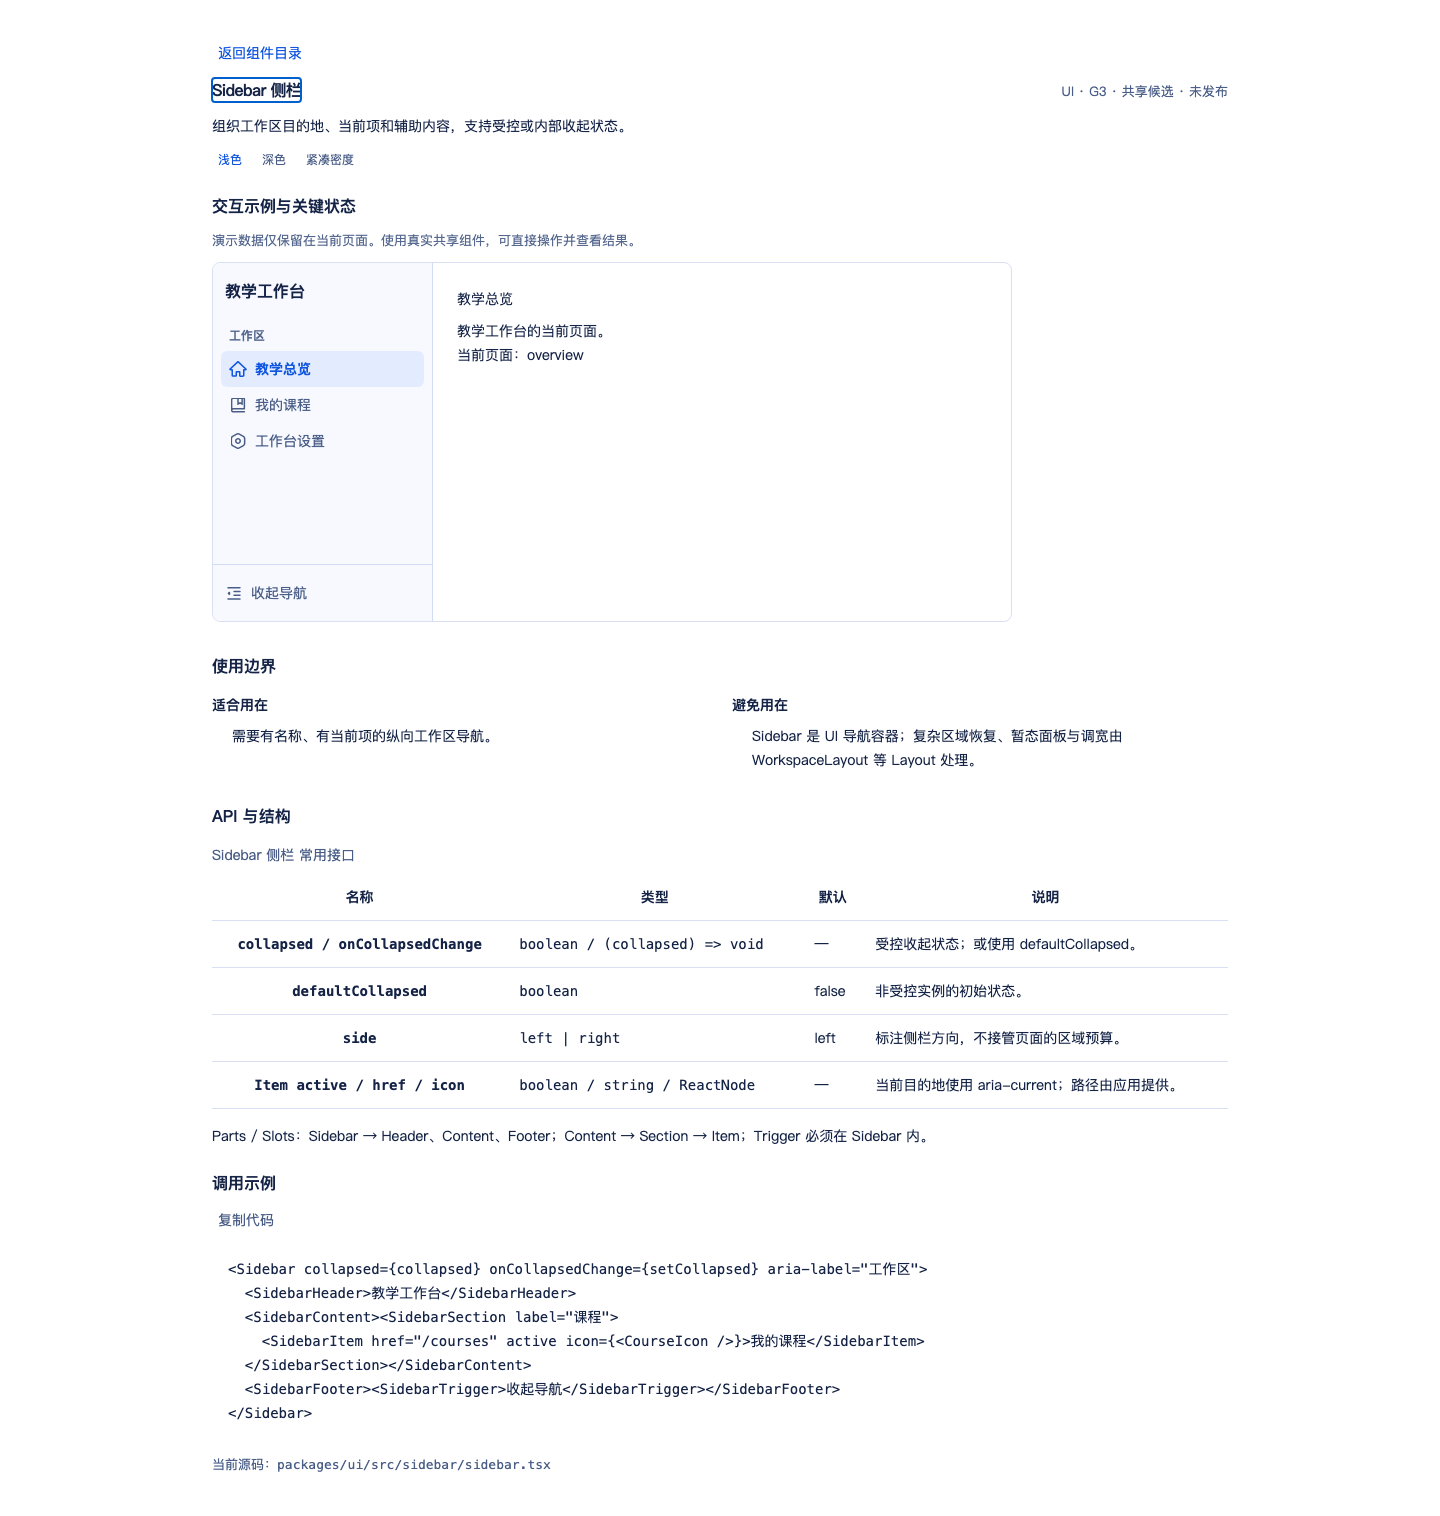 返回组件目录
Sidebar 侧栏
UI · G3 · 共享候选 · 未发布
组织工作区目的地、当前项和辅助内容，支持受控或内部收起状态。
浅色 深色 紧凑密度
交互示例与关键状态
演示数据仅保留在当前页面。使用真实共享组件，可直接操作并查看结果。
教学工作台
工作区
教学总览
我的课程
工作台设置
收起导航
教学总览
教学工作台的当前页面。
当前页面：overview
使用边界
适合用在
需要有名称、有当前项的纵向工作区导航。
避免用在
Sidebar 是 UI 导航容器；复杂区域恢复、暂态面板与调宽由
WorkspaceLayout 等 Layout 处理。
API 与结构
Sidebar 侧栏 常用接口
名称 类型 默认 说明
collapsed / onCollapsedChange boolean / (collapsed) => void — 受控收起状态；或使用 defaultCollapsed。
defaultCollapsed boolean false 非受控实例的初始状态。
side left | right left 标注侧栏方向，不接管页面的区域预算。
Item active / href / icon boolean / string / ReactNode — 当前目的地使用 aria-current；路径由应用提供。
Parts / Slots：Sidebar → Header、Content、Footer；Content → Section → Item；Trigger 必须在 Sidebar 内。
调用示例
复制代码
<Sidebar collapsed={collapsed} onCollapsedChange={setCollapsed} aria-label="工作区">
  <SidebarHeader>教学工作台</SidebarHeader>
  <SidebarContent><SidebarSection label="课程">
    <SidebarItem href="/courses" active icon={<CourseIcon />}>我的课程</SidebarItem>
  </SidebarSection></SidebarContent>
  <SidebarFooter><SidebarTrigger>收起导航</SidebarTrigger></SidebarFooter>
</Sidebar>
当前源码：packages/ui/src/sidebar/sidebar.tsx